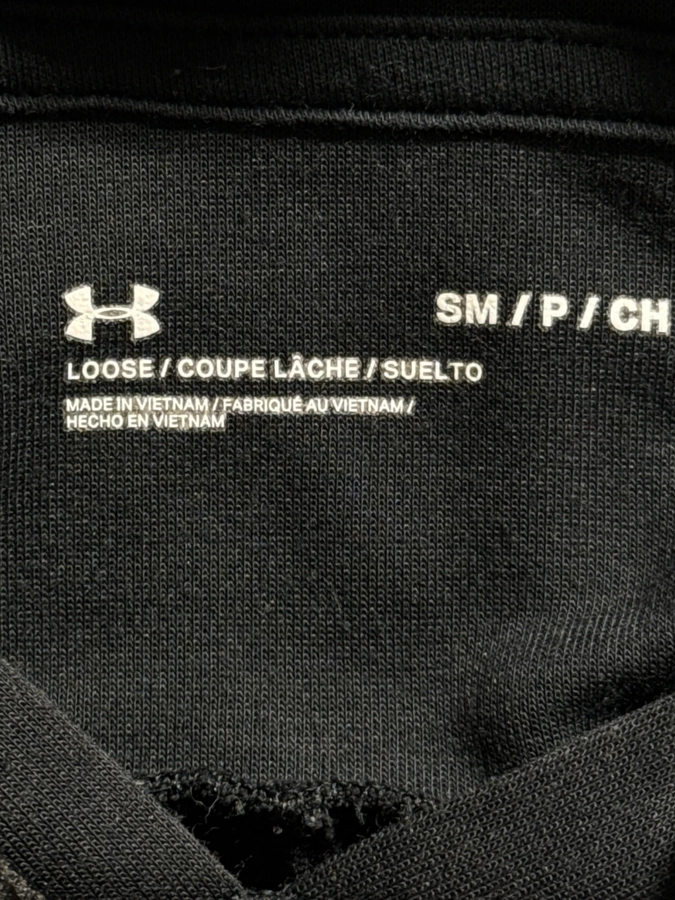 SM / P / CH
LOOSE / COUPE LÂCHE / SUELTO
MADE IN VIETNAM / FABRIQUÉ AU VIETNAM /
HECHO EN VIETNAM